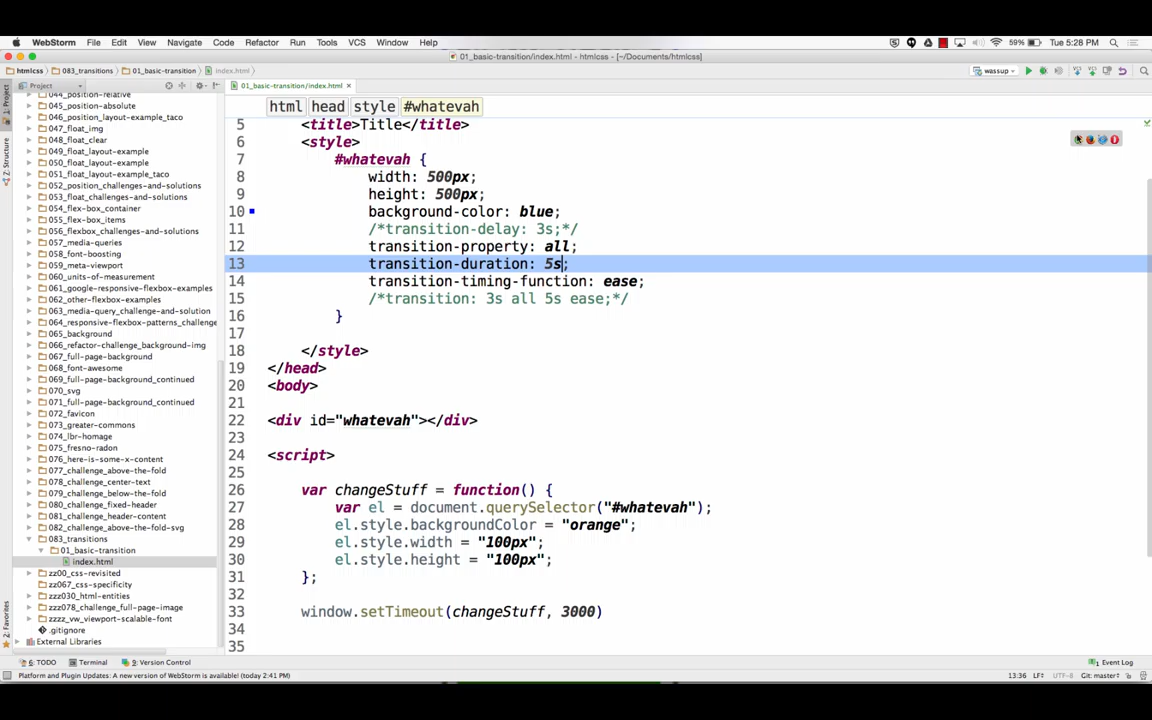 WebStorm File Edit View Navigate Code Refactor Run Tools VCS Window Help 59% Tue 5:28 PM
01_basic-transition/index.html - htmlcss - [~/Documents/htmlcss]
htmlcss 083_transitions 01_basic-transition index.html wassup
1: Project
Z: Structure
2: Favorites
Project
044_position-relative
045_position-absolute
046_position_layout-example_taco
047_float_img
048_float_clear
049_float_layout-example
050_float_layout-example
051_float_layout-example_taco
052_position_challenges-and-solutions
053_float_challenges-and-solutions
054_flex-box_container
055_flex-box_items
056_flexbox_challenges-and-solutions
057_media-queries
058_font-boosting
059_meta-viewport
060_units-of-measurement
061_google-responsive-flexbox-examples
062_other-flexbox-examples
063_media-query_challenge-and-solution
064_responsive-flexbox-patterns_challenge
065_background
066_refactor-challenge_background-img
067_full-page-background
068_font-awesome
069_full-page-background_continued
070_svg
071_full-page-background_continued
072_favicon
073_greater-commons
074_lbr-homage
075_fresno-radon
076_here-is-some-content
077_challenge_above-the-fold
078_challenge_center-text
079_challenge_below-the-fold
080_challenge_fixed-header
081_challenge_header-content
082_challenge_above-the-fold-svg
083_transitions
01_basic-transition
index.html
zz00_css-revisited
zz067_css-specificity
zzz030_html-entities
zzz078_challenge_full-page-image
zzzz_vw_viewport-scalable-font
.gitignore
External Libraries
01_basic-transition/index.html
html head style #whatevah
5 <title>Title</title>
6 <style>
7 #whatevah {
8 width: 500px;
9 height: 500px;
10 background-color: blue;
11 /*transition-delay: 3s;*/
12 transition-property: all;
13 transition-duration: 5s;
14 transition-timing-function: ease;
15 /*transition: 3s all 5s ease;*/
16 }
17
18 </style>
19 </head>
20 <body>
21
22 <div id="whatevah"></div>
23
24 <script>
25
26 var changeStuff = function() {
27 var el = document.querySelector("#whatevah");
28 el.style.backgroundColor = "orange";
29 el.style.width = "100px";
30 el.style.height = "100px";
31 };
32
33 window.setTimeout(changeStuff, 3000)
34
35
6: TODO Terminal 9: Version Control 1 Event Log
Platform and Plugin Updates: A new version of WebStorm is available! (today 2:41 PM) 13:36 LF UTF-8 Git: master